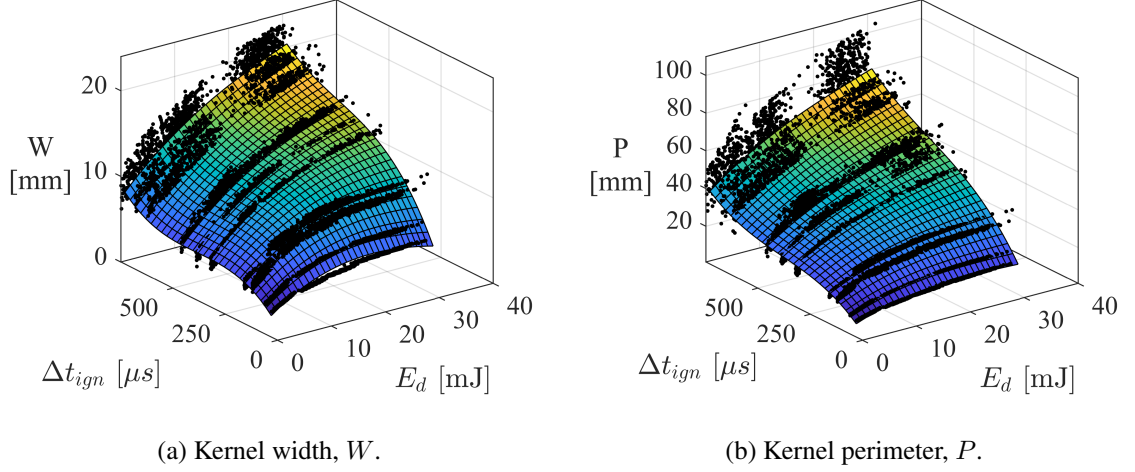 20
W
[mm]
10
0
500
250
0
0
10
20
30
40
Δt_ign [μs]
E_d [mJ]
(a) Kernel width, W.
100
80
P
[mm]
60
40
20
500
250
0
0
10
20
30
40
Δt_ign [μs]
E_d [mJ]
(b) Kernel perimeter, P.